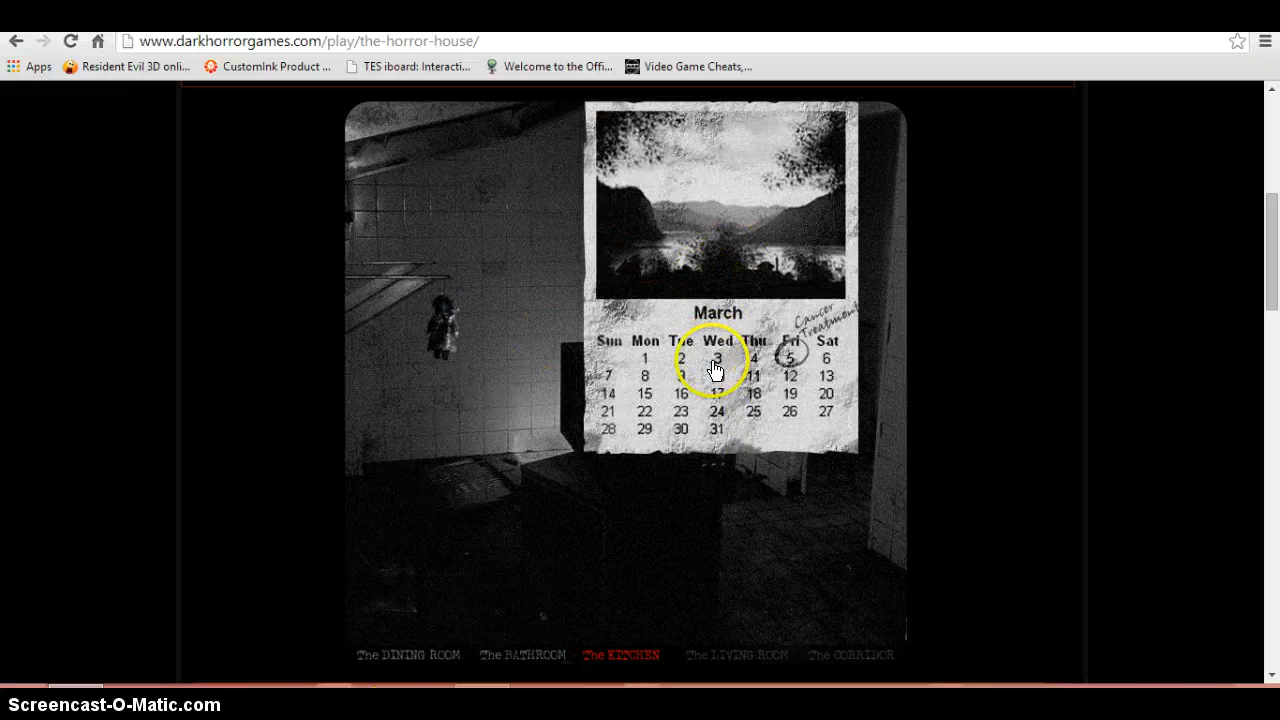 www.darkhorrorgames.com/play/the-horror-house/
Apps Resident Evil 3D onli... CustomInk Product ... TES iboard: Interacti... Welcome to the Offi... Video Game Cheats,...
March
Cancer
Treatment
Sun Mon Tue Wed Thu Fri Sat
1 2 3 4 5 6
7 8 9 11 12 13
14 15 16 17 18 19 20
21 22 23 24 25 26 27
28 29 30 31
The DINING ROOM The BATHROOM The KITCHEN The LIVING ROOM The CORRIDOR
Screencast-O-Matic.com